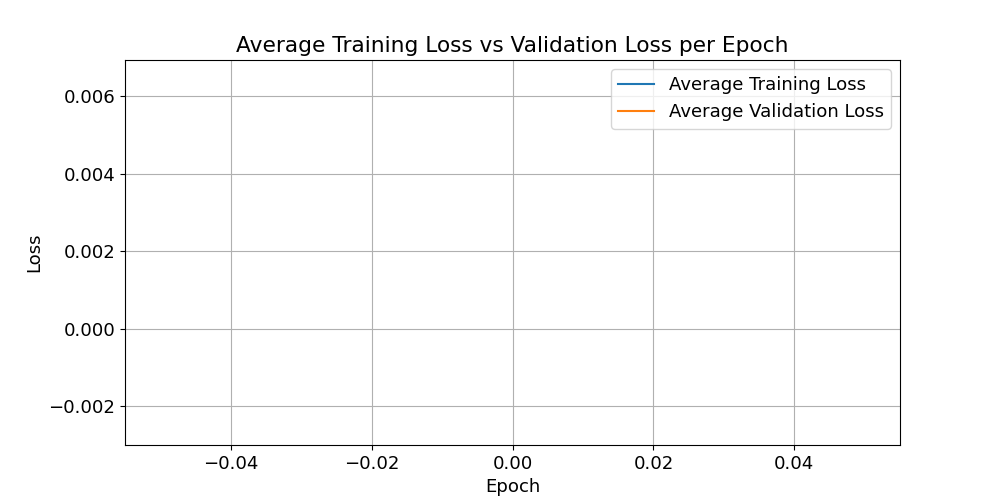 Average Training Loss vs Validation Loss per Epoch
Average Training Loss
Average Validation Loss
0.006
0.004
0.002
0.000
−0.002
Loss
−0.04
−0.02
0.00
0.02
0.04
Epoch